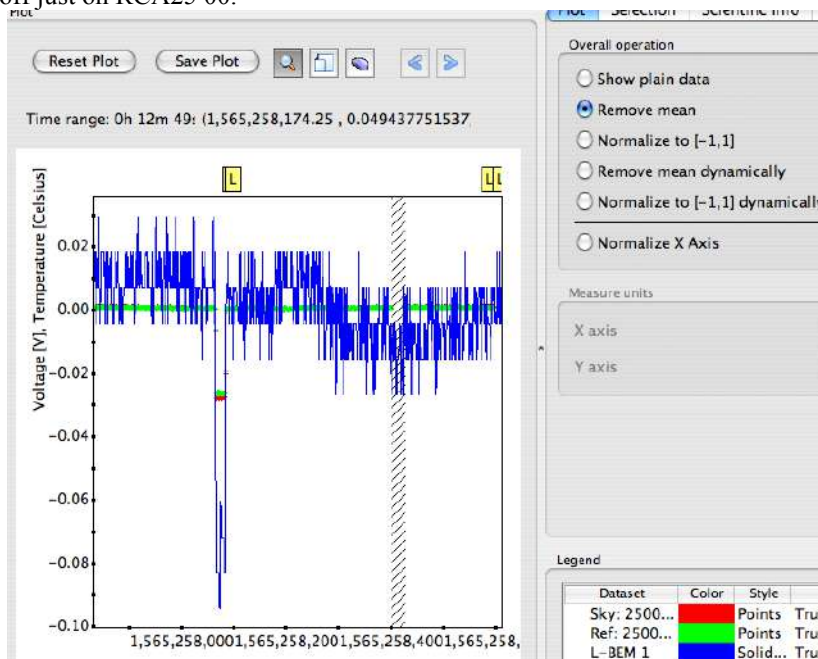 off just on RCA25 00.
Plot
Reset Plot Save Plot
Time range: 0h 12m 49s (1,565,258,174.25 , 0.049437751537
L L L
Voltage [V], Temperature [Celsius]
0.02
0.00
-0.02
-0.04
-0.06
-0.08
-0.10
1,565,258,0001,565,258,2001,565,258,4001,565,258,
Plot Selection Scientific Info
Overall operation
Show plain data
Remove mean
Normalize to [-1,1]
Remove mean dynamically
Normalize to [-1,1] dynamically
Normalize X Axis
Measure units
X axis
Y axis
Legend
Dataset Color Style
Sky: 2500... Points Tru
Ref: 2500... Points Tru
L-BEM 1 Solid... Tru